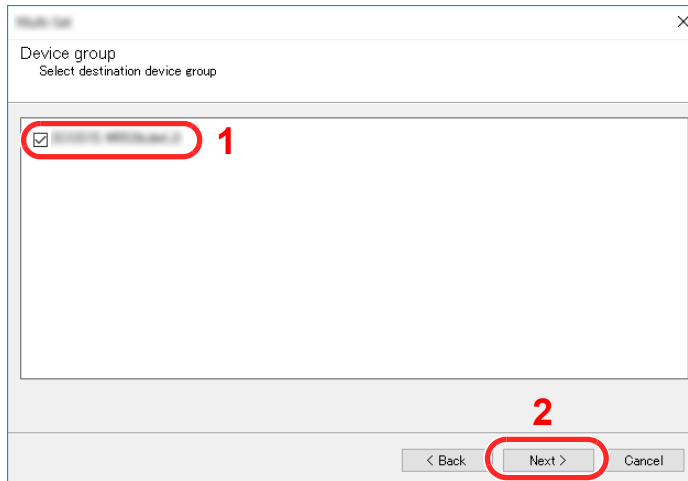 Device group
Select destination device group
1
2
< Back
Next >
Cancel